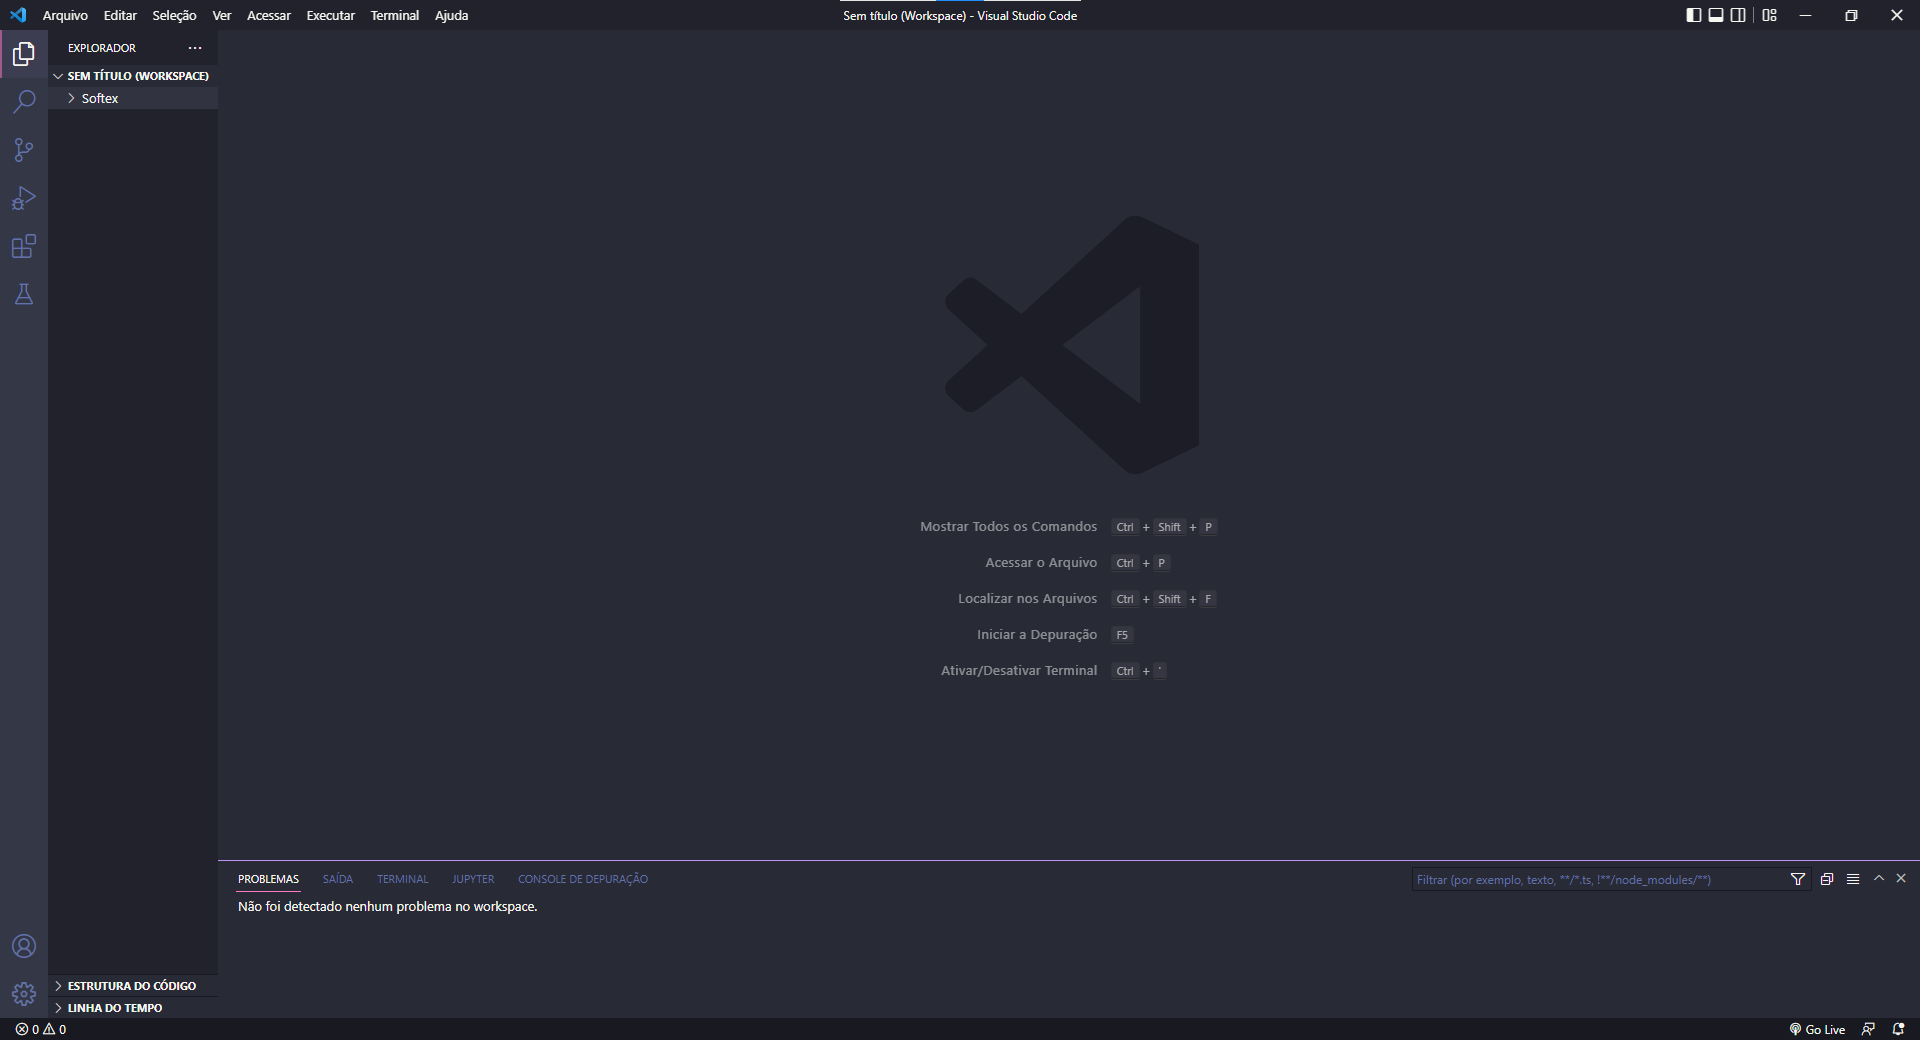 Arquivo Editar Seleção Ver Acessar Executar Terminal Ajuda
Sem título (Workspace) - Visual Studio Code
EXPLORADOR
SEM TÍTULO (WORKSPACE)
Softex
Mostrar Todos os Comandos Ctrl + Shift + P
Acessar o Arquivo Ctrl + P
Localizar nos Arquivos Ctrl + Shift + F
Iniciar a Depuração F5
Ativar/Desativar Terminal Ctrl + '
PROBLEMAS SAÍDA TERMINAL JUPYTER CONSOLE DE DEPURAÇÃO
Filtrar (por exemplo, texto, **/*.ts, !**/node_modules/**)
Não foi detectado nenhum problema no workspace.
ESTRUTURA DO CÓDIGO
LINHA DO TEMPO
0 0
Go Live